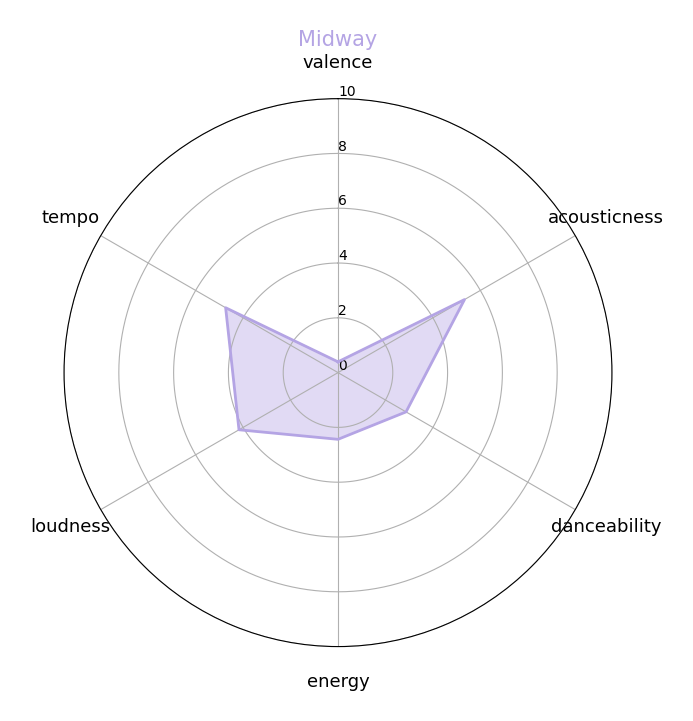 Midway
valence
10
8
6
4
2
0
tempo
acousticness
loudness
danceability
energy